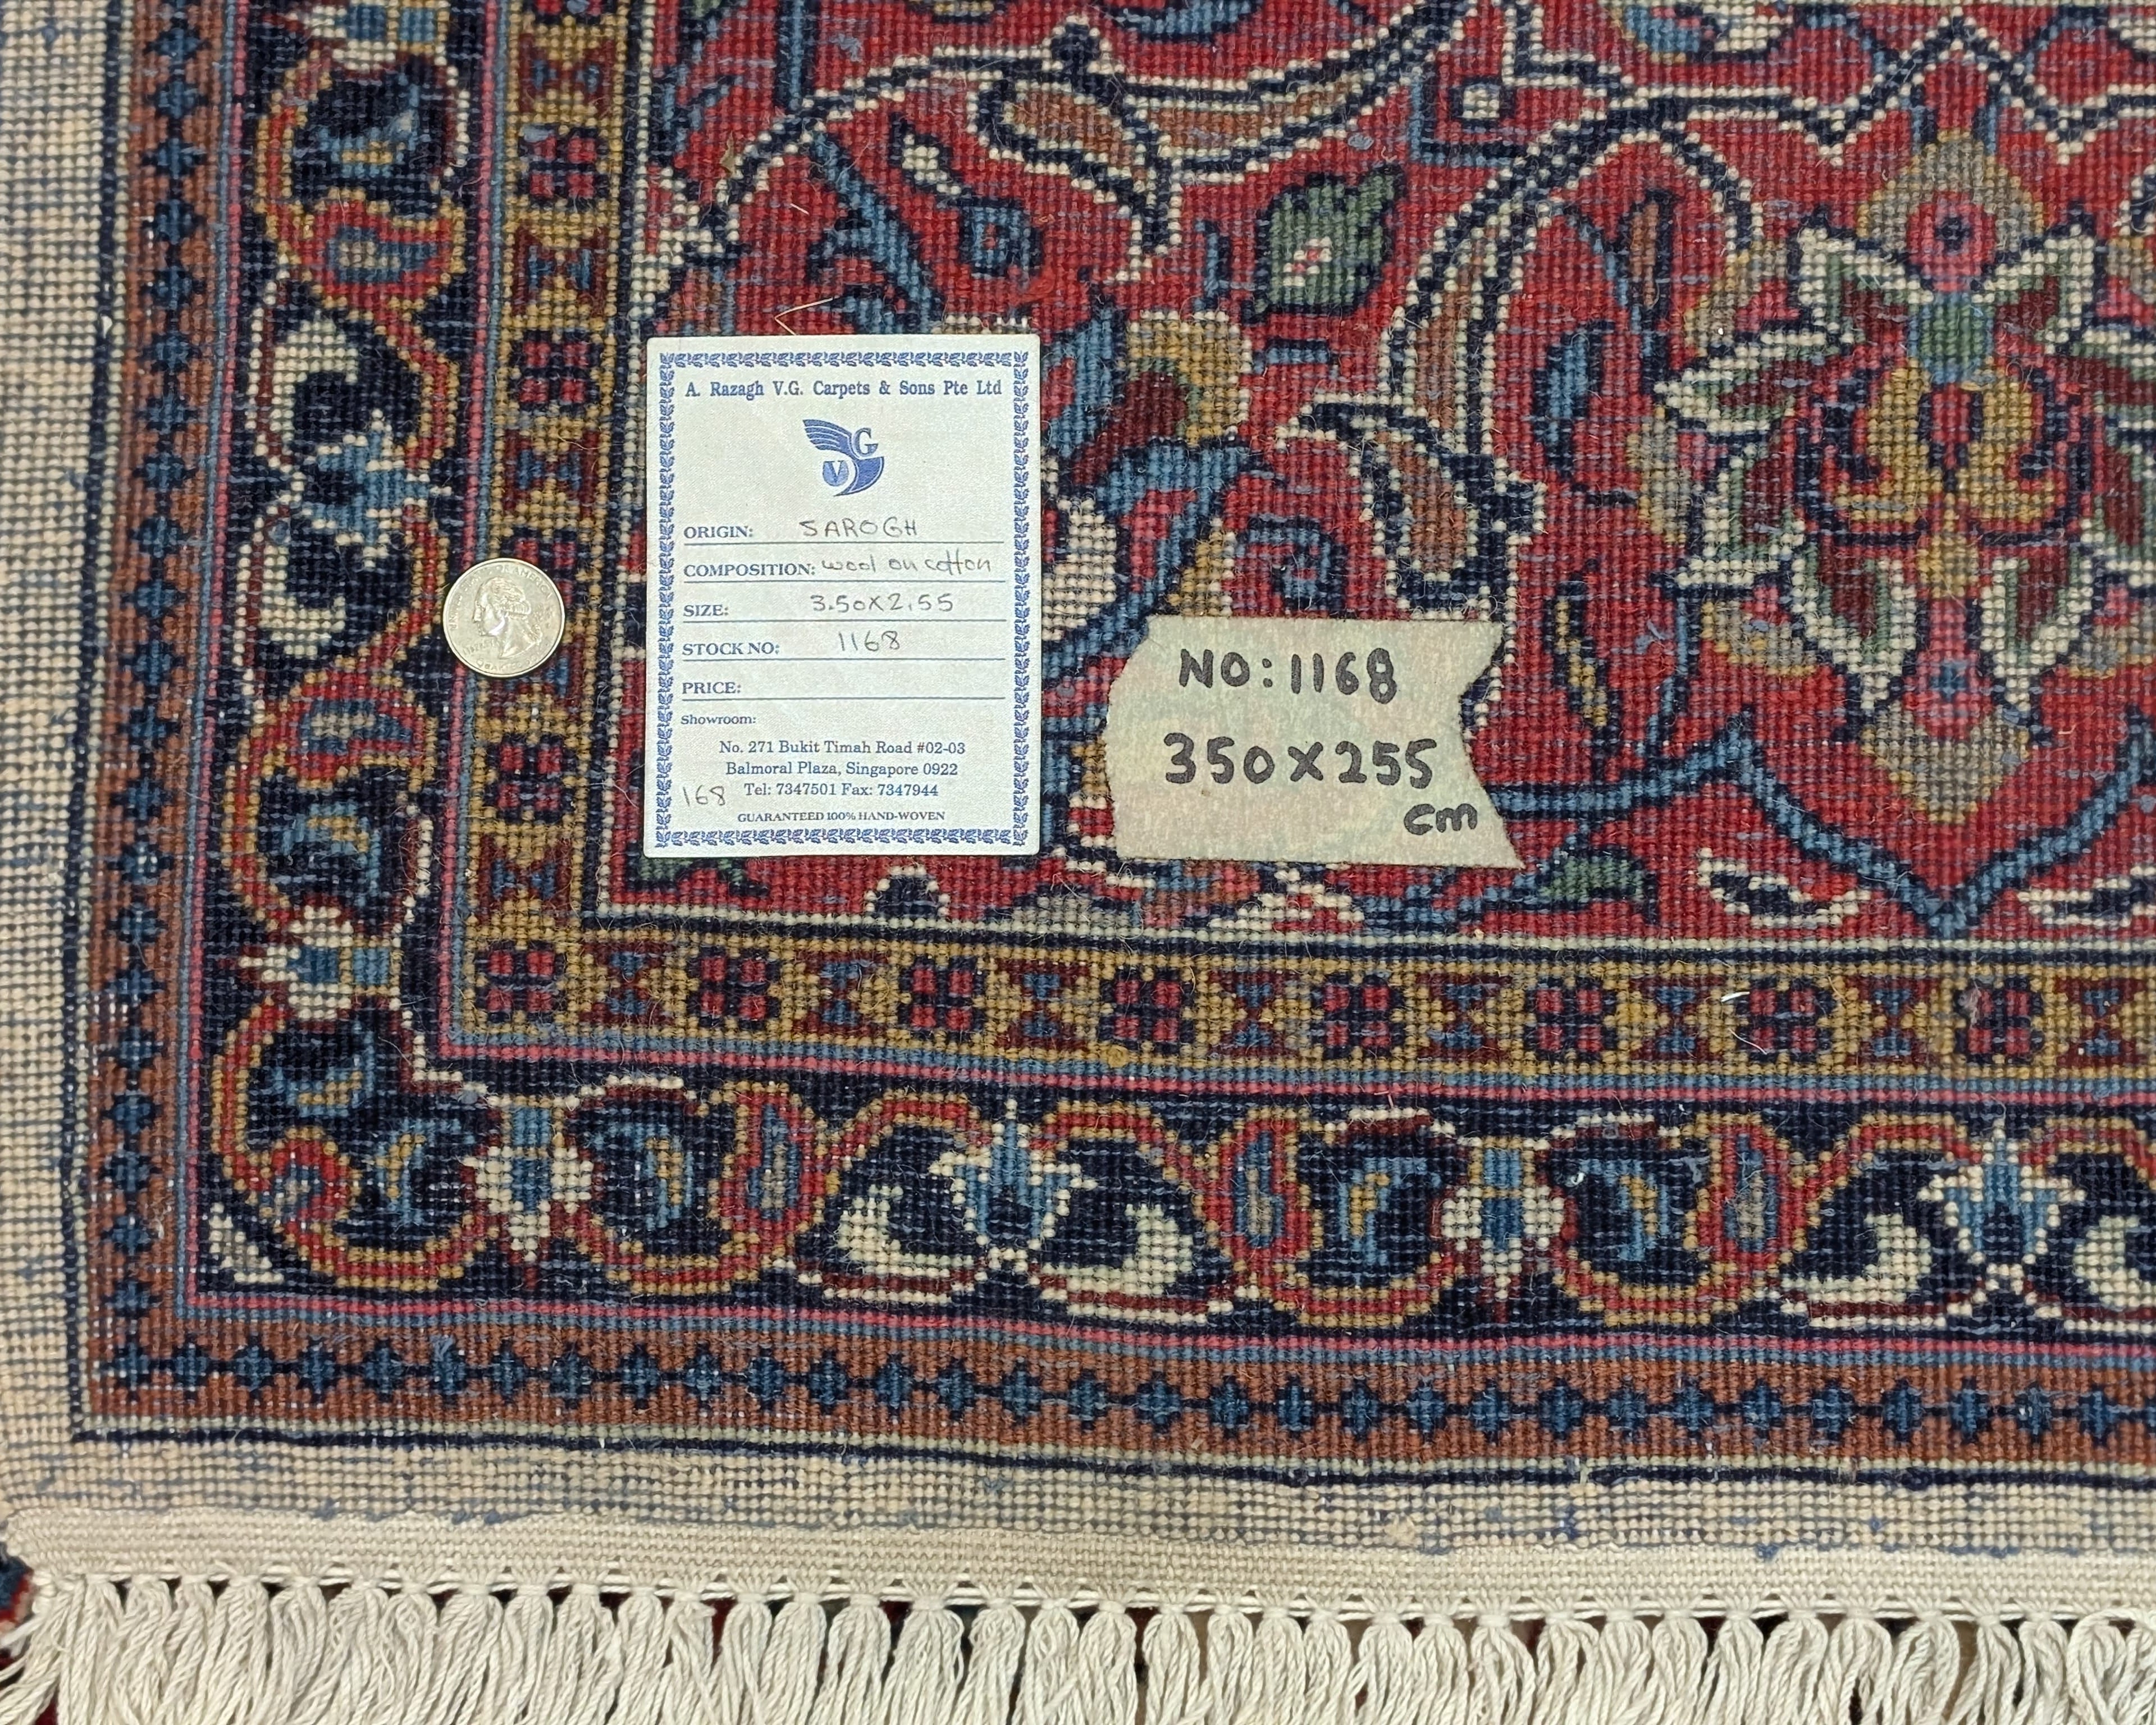 A. Razagh V.G. Carpets & Sons Pte Ltd
V G
ORIGIN: SAROGH
COMPOSITION: wool on cotton
SIZE: 3.50X2.55
STOCK NO: 1168
PRICE:
Showroom:
No. 271 Bukit Timah Road #02-03
Balmoral Plaza, Singapore 0922
168 Tel: 7347501 Fax: 7347944
GUARANTEED 100% HAND-WOVEN
NO: 1168
350X255
cm